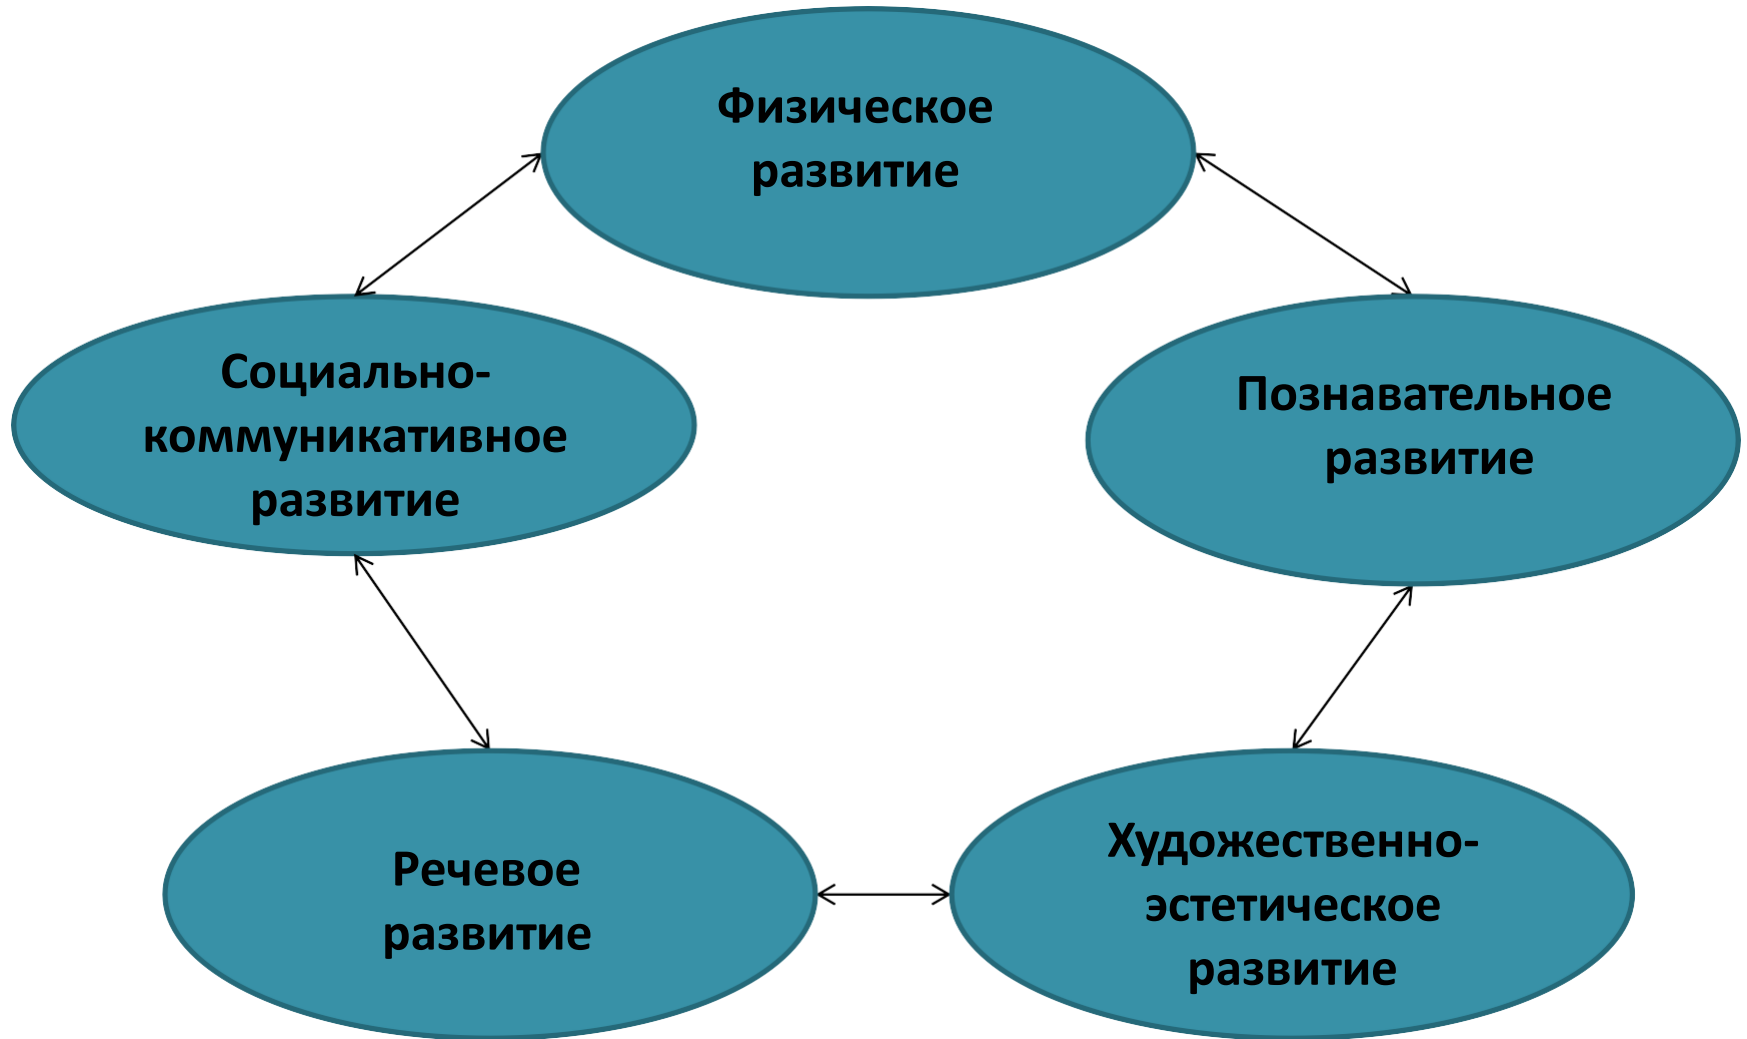 Физическое
развитие
Социально-
коммуникативное
развитие
Познавательное
развитие
Речевое
развитие
Художественно-
эстетическое
развитие